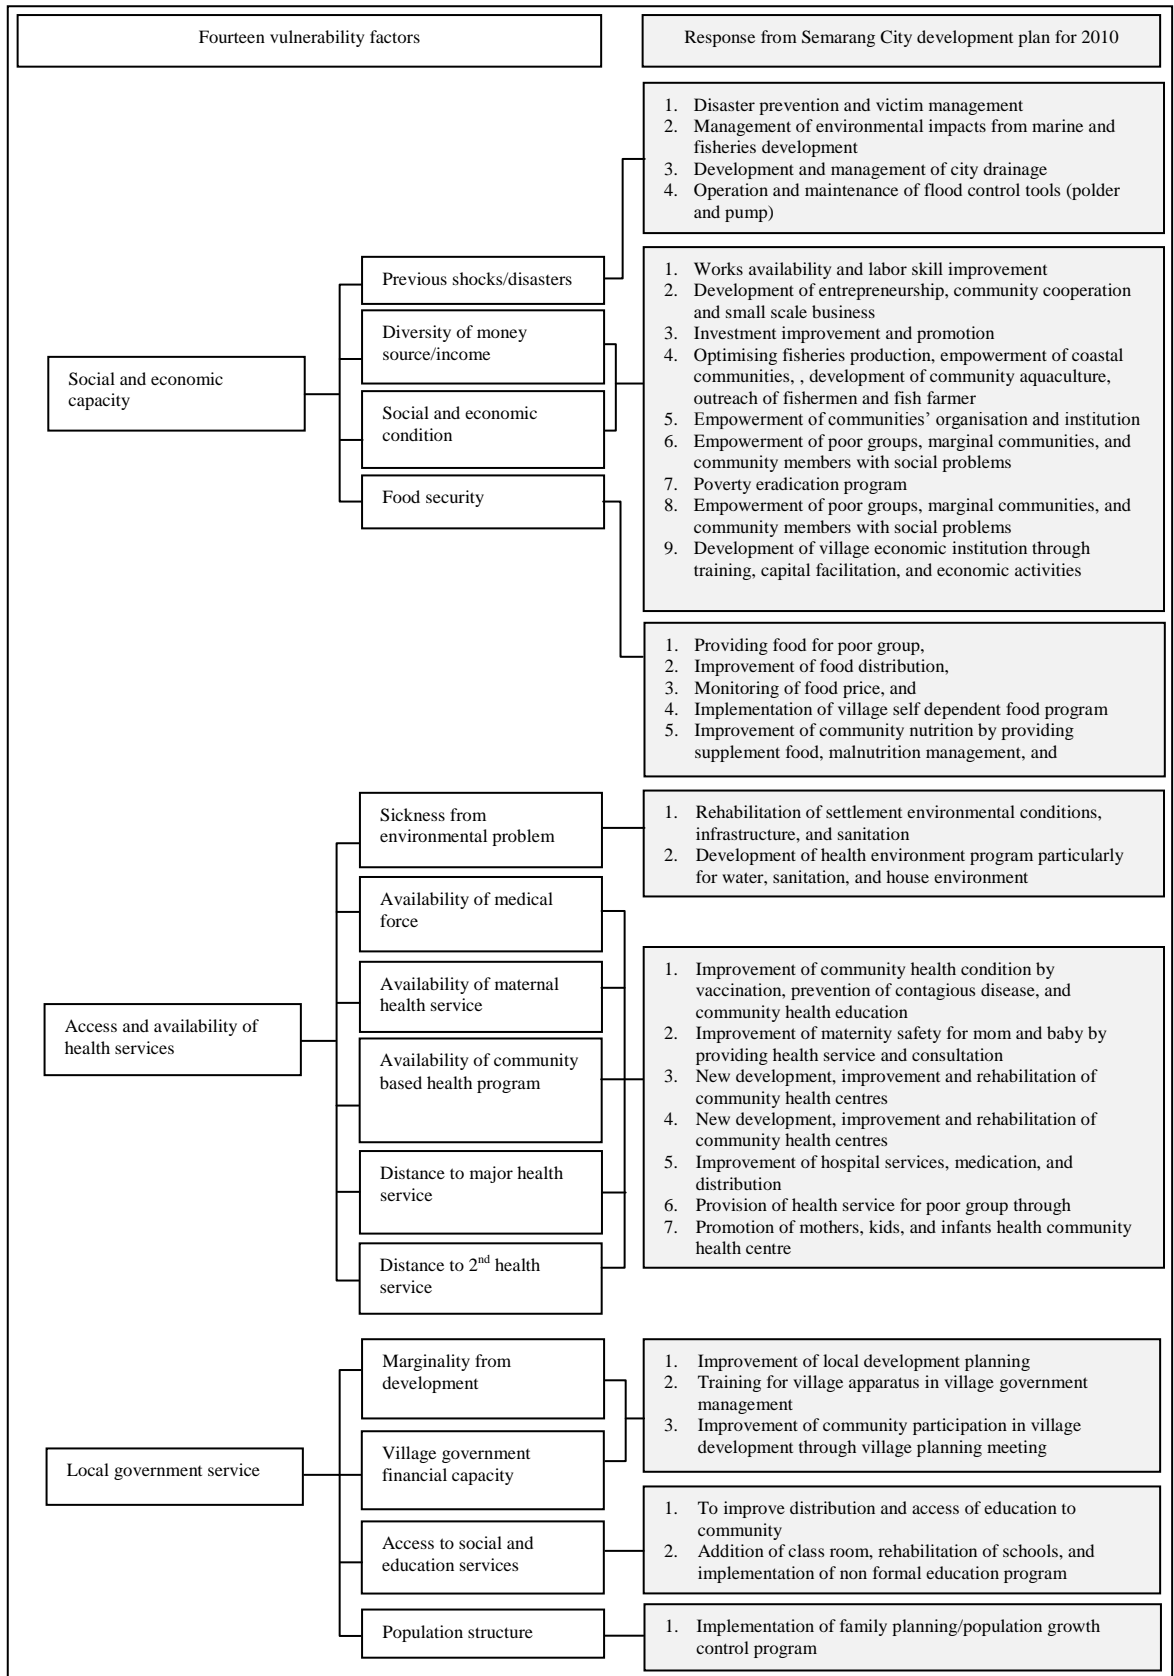 Fourteen vulnerability factors
Response from Semarang City development plan for 2010
Social and economic
capacity
Previous shocks/disasters
Diversity of money
source/income
Social and economic
condition
Food security
1. Disaster prevention and victim management
2. Management of environmental impacts from marine and
fisheries development
3. Development and management of city drainage
4. Operation and maintenance of flood control tools (polder
and pump)
1. Works availability and labor skill improvement
2. Development of entrepreneurship, community cooperation
and small scale business
3. Investment improvement and promotion
4. Optimising fisheries production, empowerment of coastal
communities, , development of community aquaculture,
outreach of fishermen and fish farmer
5. Empowerment of communities’ organisation and institution
6. Empowerment of poor groups, marginal communities, and
community members with social problems
7. Poverty eradication program
8. Empowerment of poor groups, marginal communities, and
community members with social problems
9. Development of village economic institution through
training, capital facilitation, and economic activities
1. Providing food for poor group,
2. Improvement of food distribution,
3. Monitoring of food price, and
4. Implementation of village self dependent food program
5. Improvement of community nutrition by providing
supplement food, malnutrition management, and
Access and availability of
health services
Sickness from
environmental problem
Availability of medical
force
Availability of maternal
health service
Availability of community
based health program
Distance to major health
service
Distance to 2nd health
service
1. Rehabilitation of settlement environmental conditions,
infrastructure, and sanitation
2. Development of health environment program particularly
for water, sanitation, and house environment
1. Improvement of community health condition by
vaccination, prevention of contagious disease, and
community health education
2. Improvement of maternity safety for mom and baby by
providing health service and consultation
3. New development, improvement and rehabilitation of
community health centres
4. New development, improvement and rehabilitation of
community health centres
5. Improvement of hospital services, medication, and
distribution
6. Provision of health service for poor group through
7. Promotion of mothers, kids, and infants health community
health centre
Local government service
Marginality from
development
Village government
financial capacity
Access to social and
education services
Population structure
1. Improvement of local development planning
2. Training for village apparatus in village government
management
3. Improvement of community participation in village
development through village planning meeting
1. To improve distribution and access of education to
community
2. Addition of class room, rehabilitation of schools, and
implementation of non formal education program
1. Implementation of family planning/population growth
control program